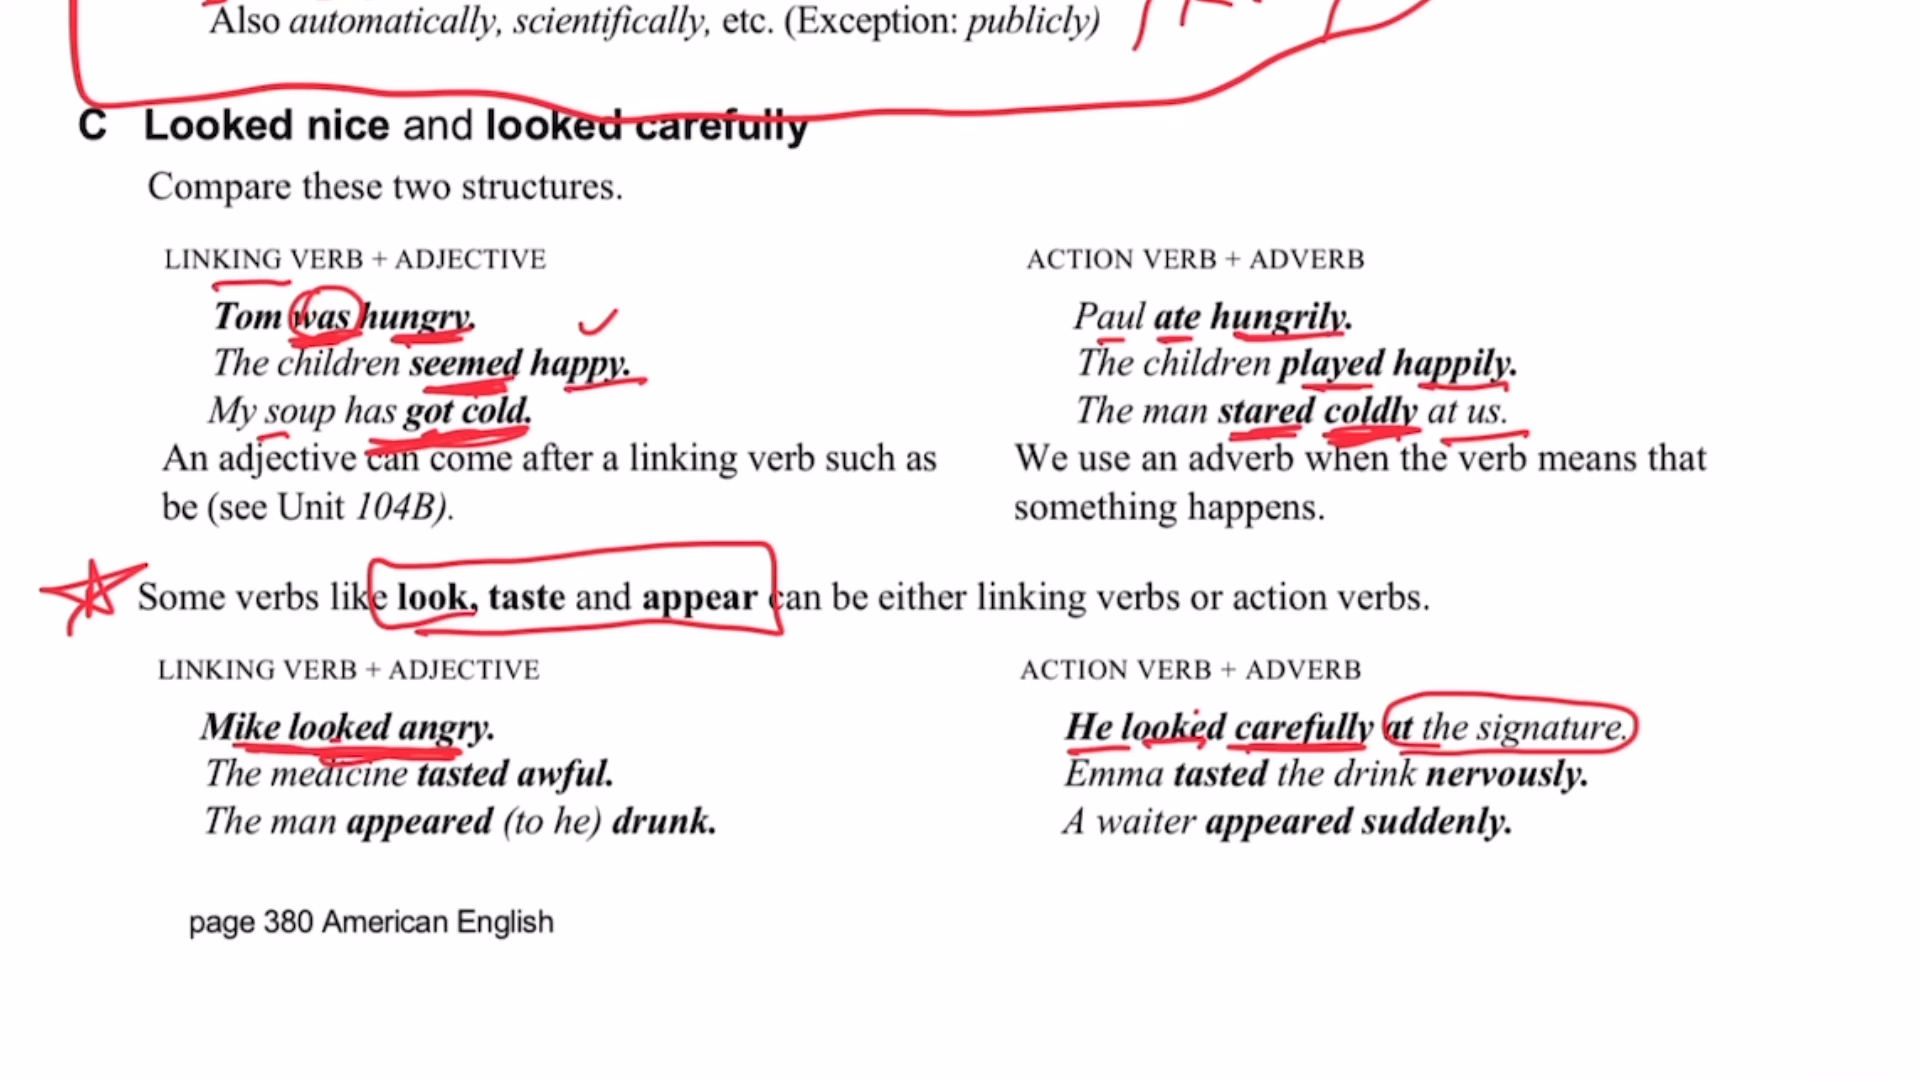 Also automatically, scientifically, etc. (Exception: publicly)
C Looked nice and looked carefully
Compare these two structures.
LINKING VERB + ADJECTIVE
Tom was hungry.
The children seemed happy.
My soup has got cold.
An adjective can come after a linking verb such as
be (see Unit 104B).
ACTION VERB + ADVERB
Paul ate hungrily.
The children played happily.
The man stared coldly at us.
We use an adverb when the verb means that
something happens.
Some verbs like look, taste and appear can be either linking verbs or action verbs.
LINKING VERB + ADJECTIVE
Mike looked angry.
The medicine tasted awful.
The man appeared (to he) drunk.
ACTION VERB + ADVERB
He looked carefully at the signature.
Emma tasted the drink nervously.
A waiter appeared suddenly.
page 380 American English